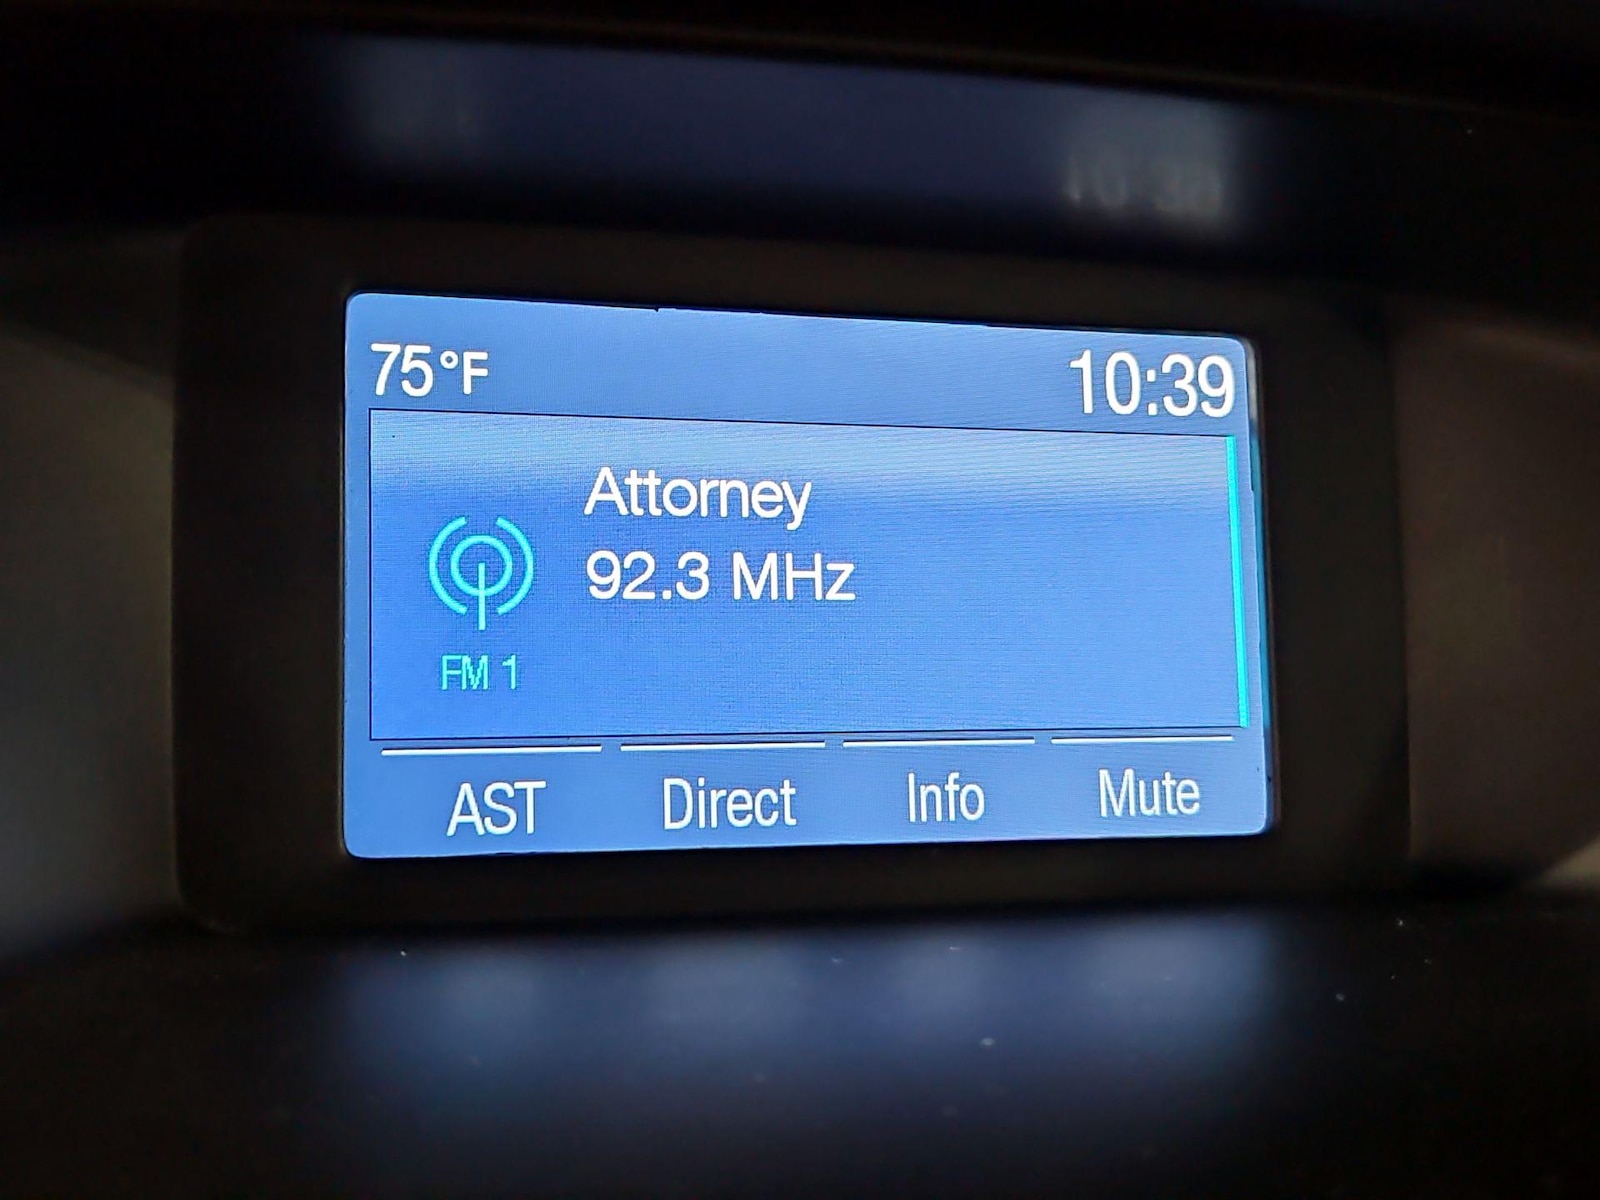 75°F
10:39
Attorney
92.3 MHz
FM 1
AST
Direct
Info
Mute